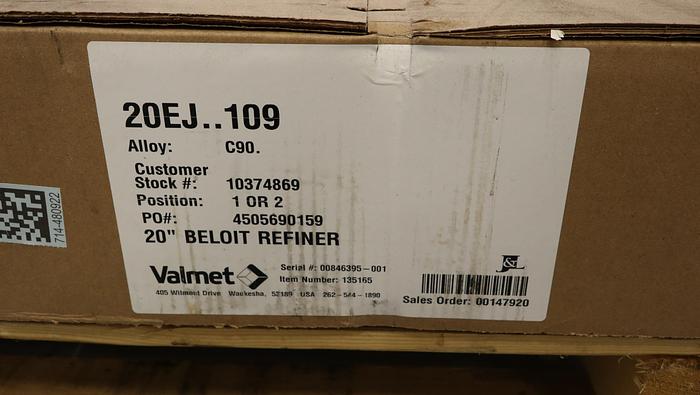 20EJ..109
Alloy: C90.
Customer
Stock #: 10374869
Position: 1 OR 2
PO#: 4505690159
20" BELOIT REFINER
Valmet
Serial #: 00846395-001
Item Number: 135165
405 Wilmont Drive Waukesha, 53189 USA 262-544-1890
J&L
Sales Order: 00147920
714-480922